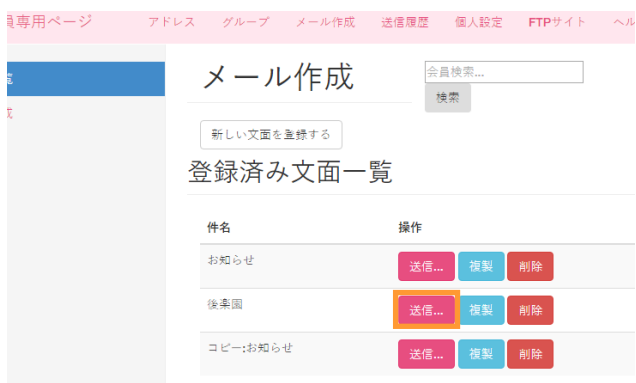 員専用ページ アドレス グループ メール作成 送信履歴 個人設定 FTPサイト ヘル
覧
成
メール作成
会員検索...
検索
新しい文面を登録する
登録済み文面一覧
件名 操作
お知らせ 送信... 複製 削除
後楽園 送信... 複製 削除
コピー:お知らせ 送信... 複製 削除